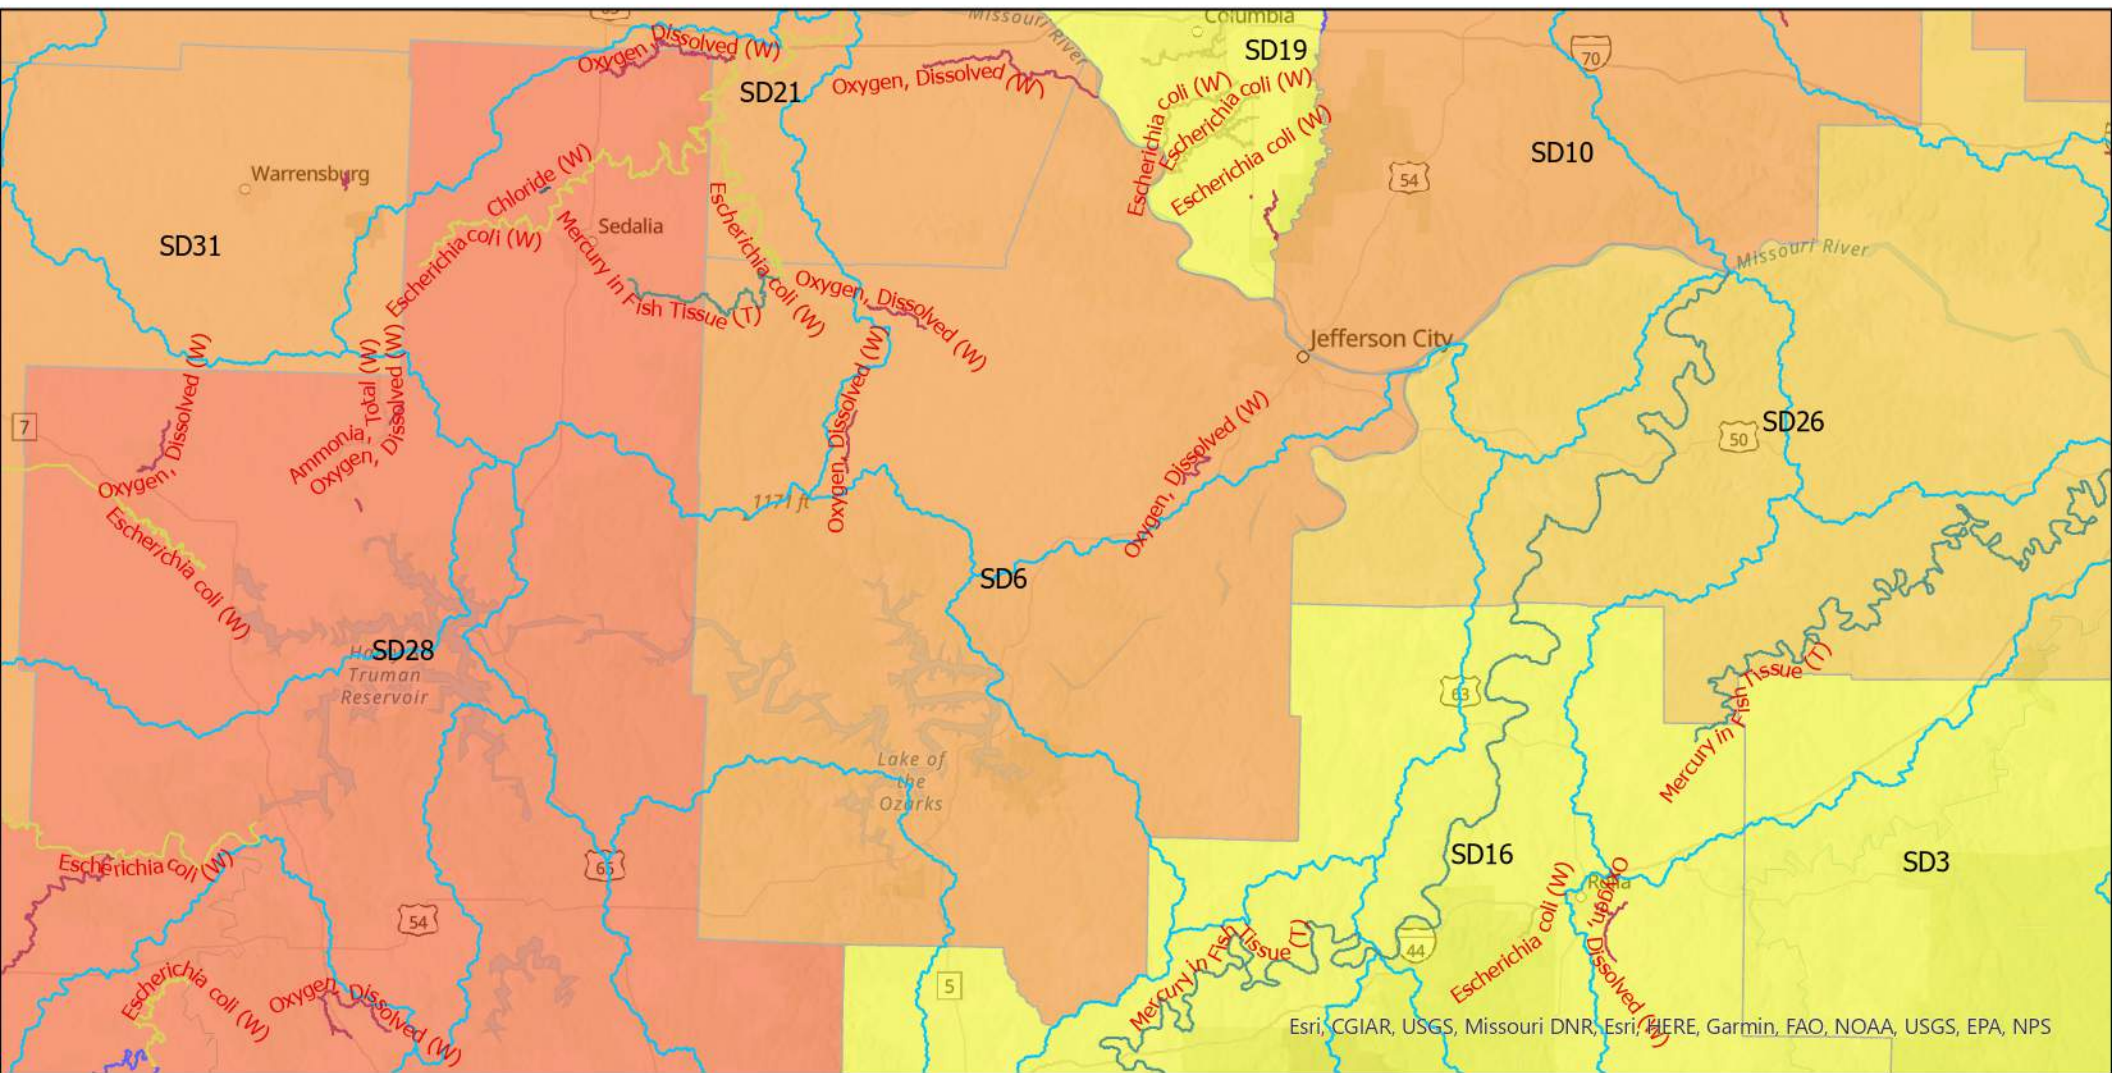 Missouri River
Columbia
SD19
70
Oxygen, Dissolved (W)
SD21
Oxygen, Dissolved (W)
Escherichia coli (W)
Escherichia coli (W)
Escherichia coli (W)
SD10
54
Warrensburg
Chloride (W)
Sedalia
SD31
Escherichia coli (W)
Mercury in Fish Tissue (T)
Escherichia coli (W)
Oxygen, Dissolved (W)
Missouri River
Jefferson City
Oxygen, Dissolved (W)
Ammonia, Total (W)
Oxygen, Dissolved (W)
Oxygen, Dissolved (W)
Oxygen, Dissolved (W)
7
50
SD26
1171 ft
Escherichia coli (W)
SD6
SD28
Truman
Reservoir
63
Mercury in Fish Tissue (T)
Lake of
the
Ozarks
SD16
SD3
Escherichia coli (W)
65
54
Rolla
Oxygen, Dissolved (W)
Escherichia coli (W)
Mercury in Fish Tissue (T)
44
Escherichia coli (W)
Oxygen, Dissolved (W)
5
Esri, CGIAR, USGS, Missouri DNR, Esri, HERE, Garmin, FAO, NOAA, USGS, EPA, NPS